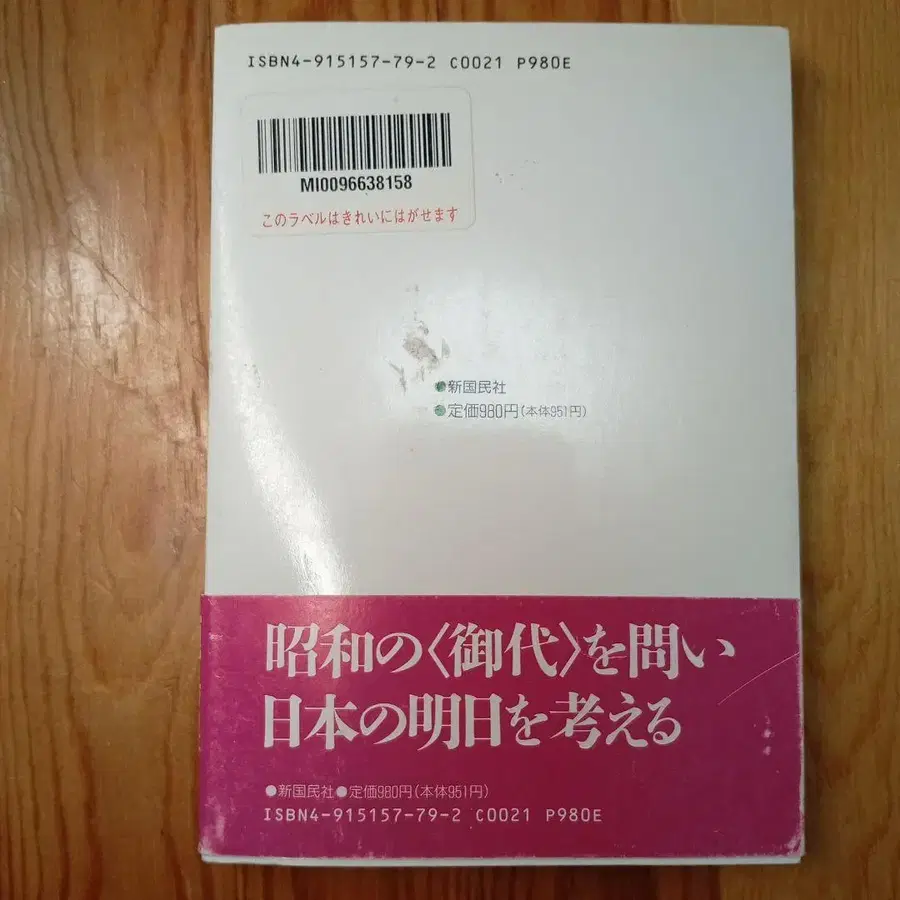 ISBN4-915157-79-2 C0021 P980E
MI0096638158
このラベルはきれいにはがせます
●新国民社
●定価980円(本体951円)
昭和の〈御代〉を問い
日本の明日を考える
●新国民社●定価980円(本体951円)
ISBN4-915157-79-2 C0021 P980E